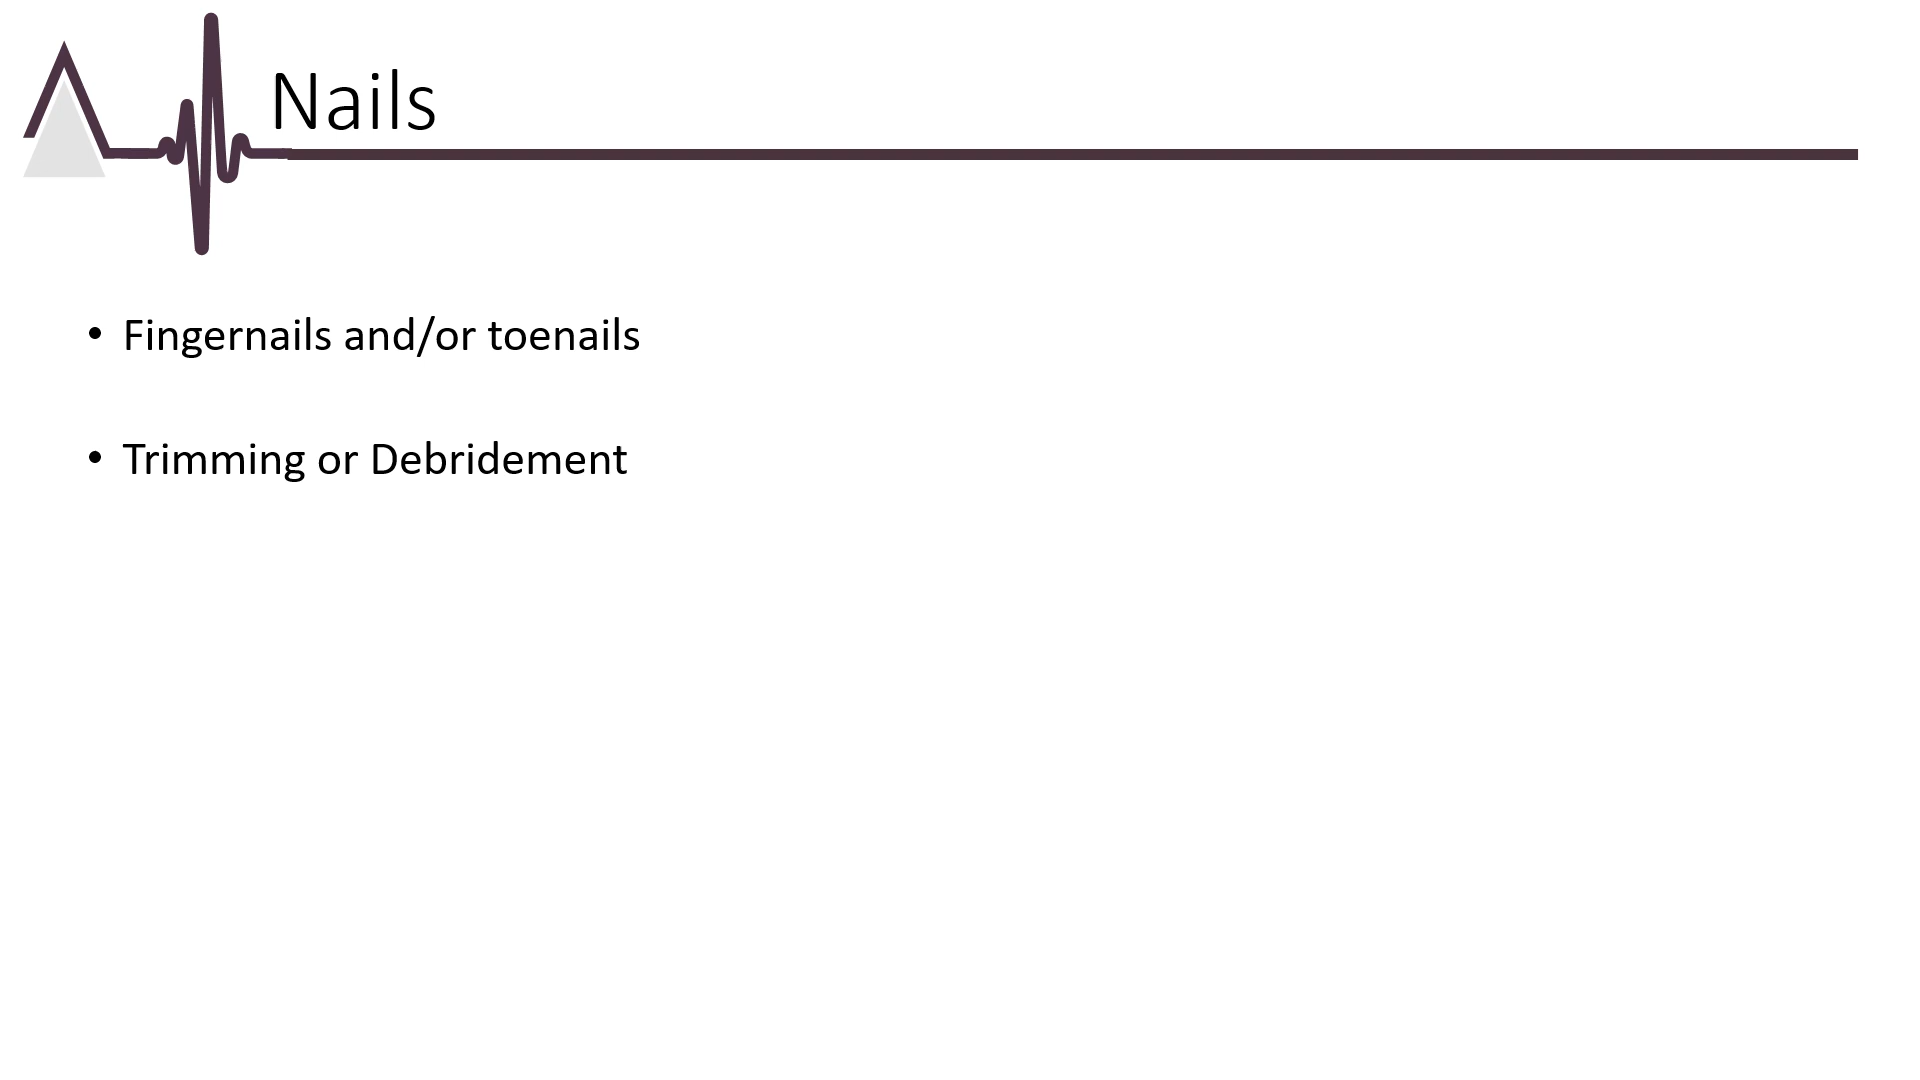 Nails
• Fingernails and/or toenails
• Trimming or Debridement